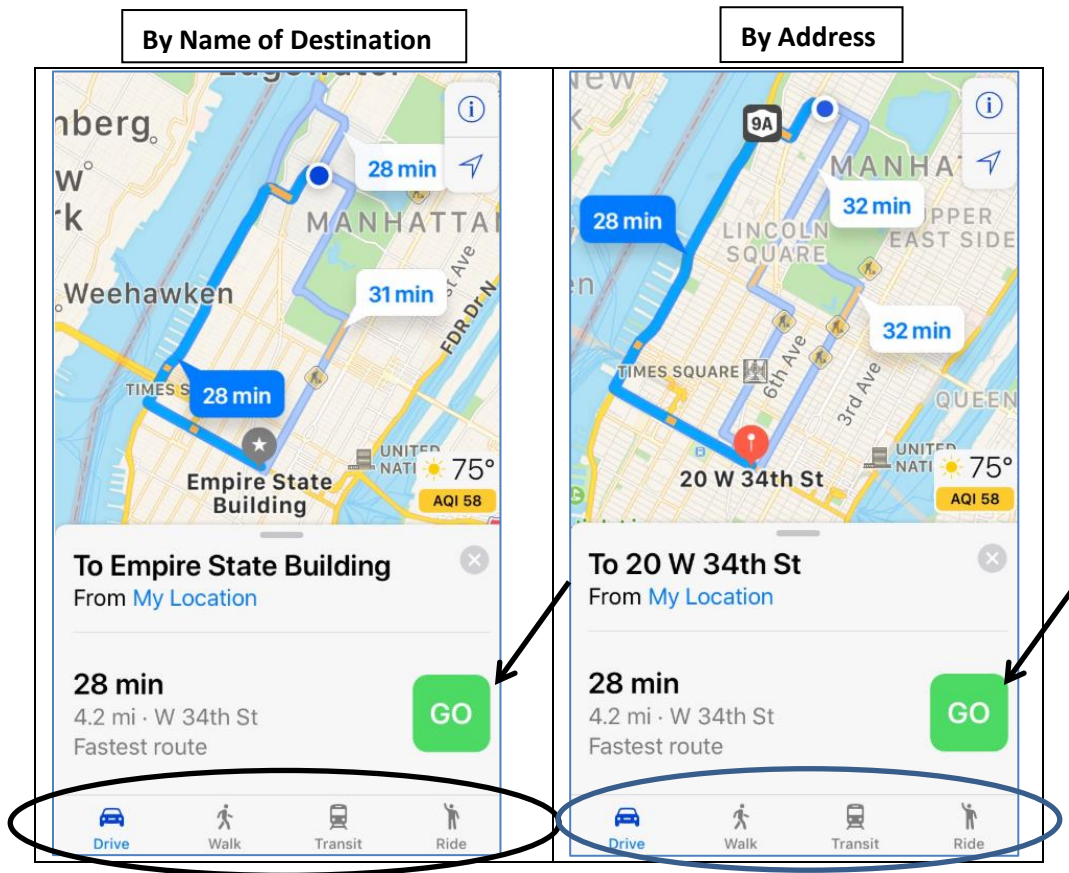 By Name of Destination
By Address
nberg
w
rk
28 min
MANHATTAN
Weehawken
31 min
st Ave
FDR Dr N
TIMES S
28 min
Empire State
Building
UNITED
NATI
75°
AQI 58
To Empire State Building
From My Location
28 min
4.2 mi · W 34th St
Fastest route
GO
Drive
Walk
Transit
Ride
9A
MANHA
32 min
28 min
LINCOLN
SQUARE
UPPER
EAST SIDE
en
32 min
TIMES SQUARE
6th Ave
3rd Ave
QUEEN
20 W 34th St
UNITED
NATI
75°
AQI 58
To 20 W 34th St
From My Location
28 min
4.2 mi · W 34th St
Fastest route
GO
Drive
Walk
Transit
Ride